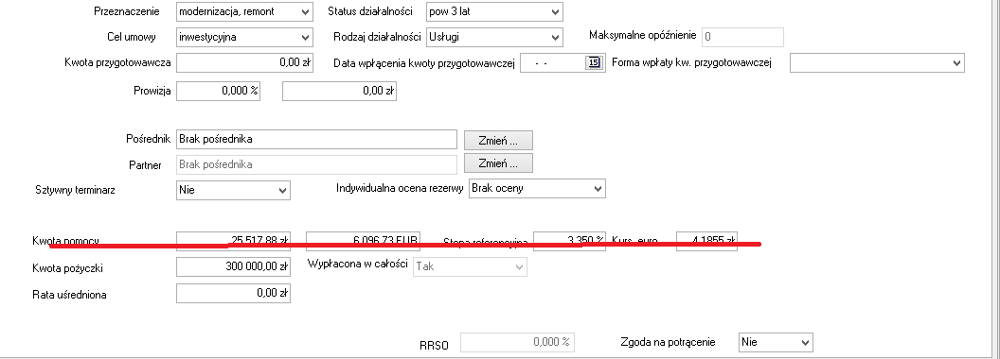 Przeznaczenie modernizacja, remont Status działalności pow 3 lat
Cel umowy inwestycyjna Rodzaj działalności Usługi Maksymalne opóźnienie 0
Kwota przygotowawcza 0,00 zł Data wpłącenia kwoty przygotowawczej - - 15 Forma wpłaty kw. przygotowawczej
Prowizja 0,000 % 0,00 zł
Pośrednik Brak pośrednika Zmień ...
Partner Brak pośrednika Zmień ...
Sztywny terminarz Nie Indywidualna ocena rezerwy Brak oceny
Kwota pomocy 25 517,88 zł 6 096,73 EUR Stopa referencyjna 3,350 % Kurs euro 4,1855 zł
Kwota pożyczki 300 000,00 zł Wypłacona w całości Tak
Rata uśredniona 0,00 zł
RRSO 0,000 % Zgoda na potrącenie Nie